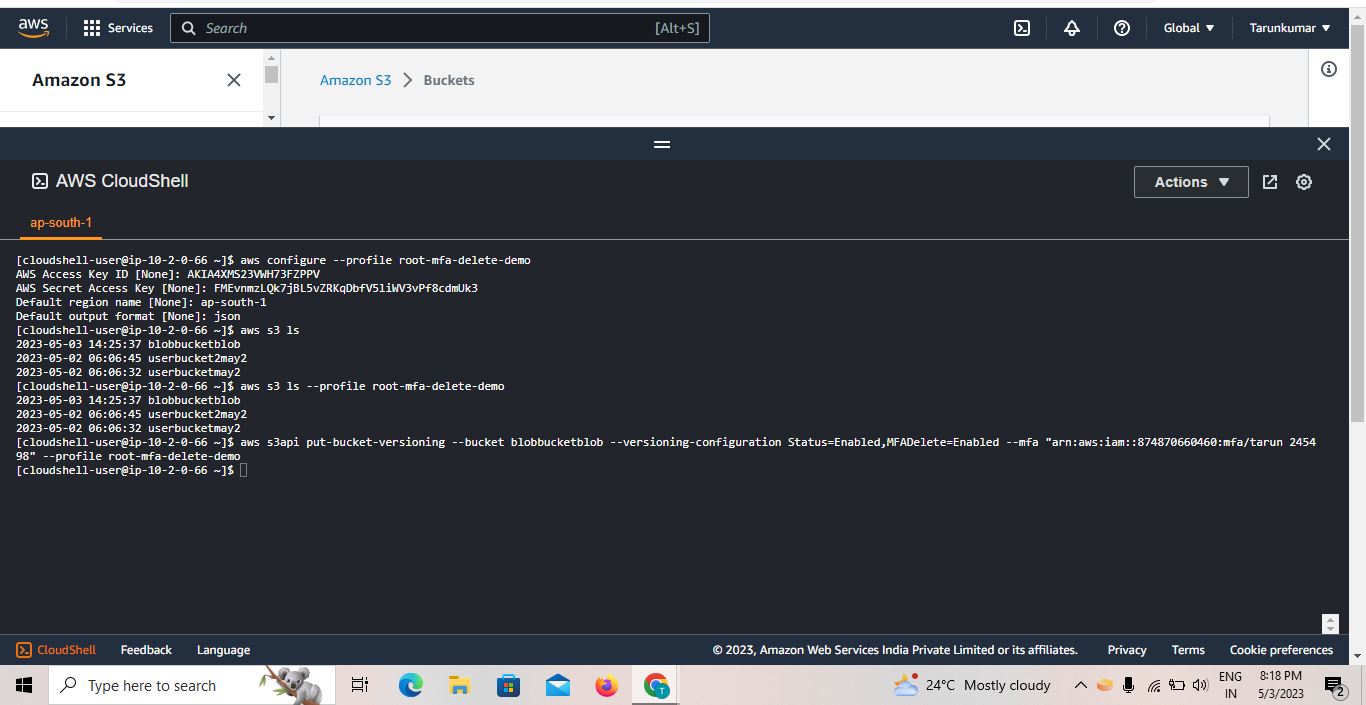 aws
Services
Search
[Alt+S]
Global
Tarunkumar
Amazon S3
Amazon S3 > Buckets
AWS CloudShell
Actions
ap-south-1
[cloudshell-user@ip-10-2-0-66 ~]$ aws configure --profile root-mfa-delete-demo
AWS Access Key ID [None]: AKIA4XMS23VWH73FZPPV
AWS Secret Access Key [None]:
Default region name [None]: ap-south-1
Default output format [None]: json
[cloudshell-user@ip-10-2-0-66 ~]$ aws s3 ls
2023-05-03 14:25:37 blobbucketblob
2023-05-02 06:06:45 userbucket2may2
2023-05-02 06:06:32 userbucketmay2
[cloudshell-user@ip-10-2-0-66 ~]$ aws s3 ls --profile root-mfa-delete-demo
2023-05-03 14:25:37 blobbucketblob
2023-05-02 06:06:45 userbucket2may2
2023-05-02 06:06:32 userbucketmay2
[cloudshell-user@ip-10-2-0-66 ~]$ aws s3api put-bucket-versioning --bucket blobbucketblob --versioning-configuration Status=Enabled,MFADelete=Enabled --mfa "arn:aws:iam::874870660460:mfa/tarun 2454
98" --profile root-mfa-delete-demo
[cloudshell-user@ip-10-2-0-66 ~]$
CloudShell
Feedback
Language
© 2023, Amazon Web Services India Private Limited or its affiliates.
Privacy
Terms
Cookie preferences
Type here to search
T
24°C Mostly cloudy
ENG
IN
8:18 PM
5/3/2023
2